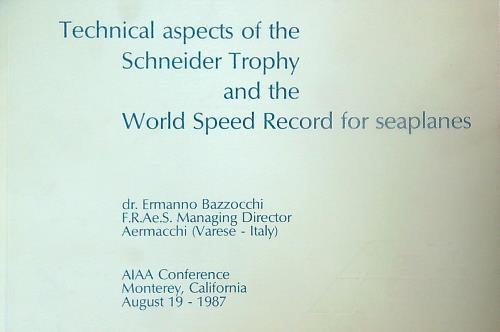 Technical aspects of the
Schneider Trophy
and the
World Speed Record for seaplanes
dr. Ermanno Bazzocchi
F.R.Ae.S. Managing Director
Aermacchi (Varese - Italy)
AIAA Conference
Monterey, California
August 19 - 1987